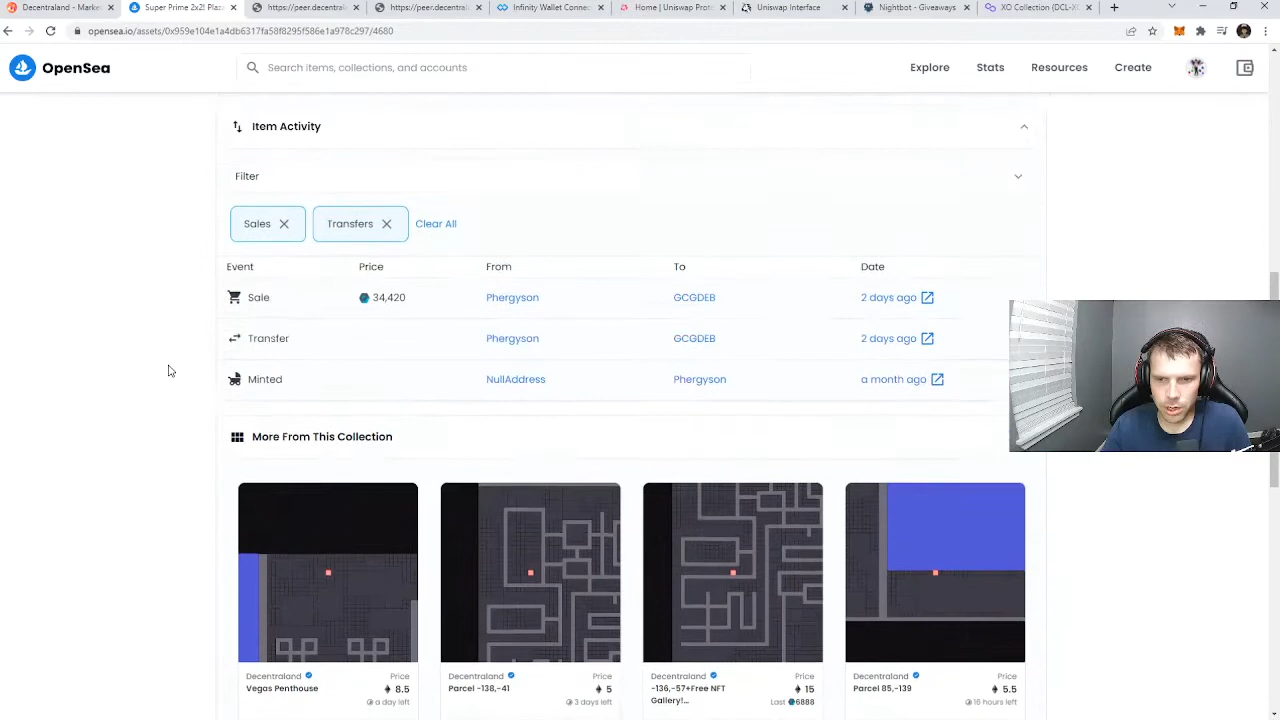 Decentraland - Marke
Super Prime 2x2! Plaz
https://peer.decentral
https://peer.decentral
Infinity Wallet Connec
Home | Uniswap Prot
Uniswap Interface
Nightbot - Giveaways
XO Collection (DCL-X
opensea.io/assets/0x959e104e1a4db6317fa58f8295f586e1a978c297/4680
OpenSea
Search items, collections, and accounts
Explore
Stats
Resources
Create
Item Activity
Filter
Sales
Transfers
Clear All
Event Price From To Date
Sale 34,420 Phergyson GCGDEB 2 days ago
Transfer Phergyson GCGDEB 2 days ago
Minted NullAddress Phergyson a month ago
More From This Collection
Decentraland Price
Vegas Penthouse 8.5
a day left
Decentraland Price
Parcel -138,-41 5
3 days left
Decentraland Price
-136,-57+Free NFT 15
Gallery!... Last 6888
Decentraland Price
Parcel 85,-139 5.5
16 hours left